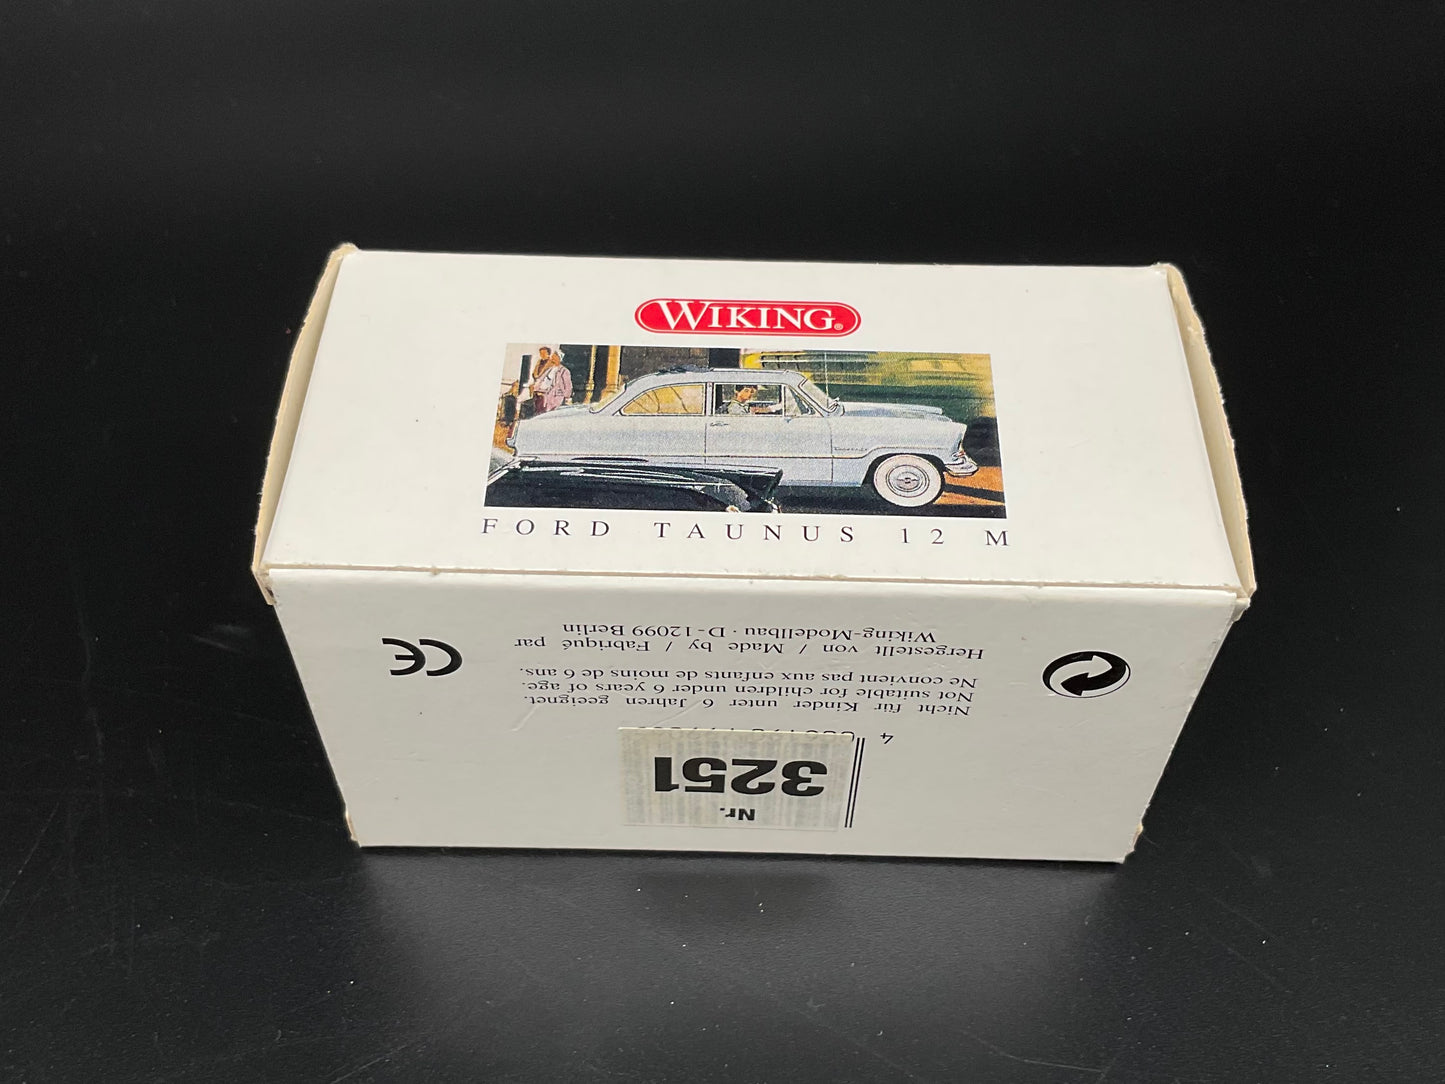 WIKING®
FORD TAUNUS 12 M
Nr.
3251
4
Nicht für Kinder unter 6 Jahren geeignet.
Not suitable for children under 6 years of age.
Ne convient pas aux enfants de moins de 6 ans.
Hergestellt von / Made by / Fabriqué par
Wiking-Modellbau · D-12099 Berlin
CE